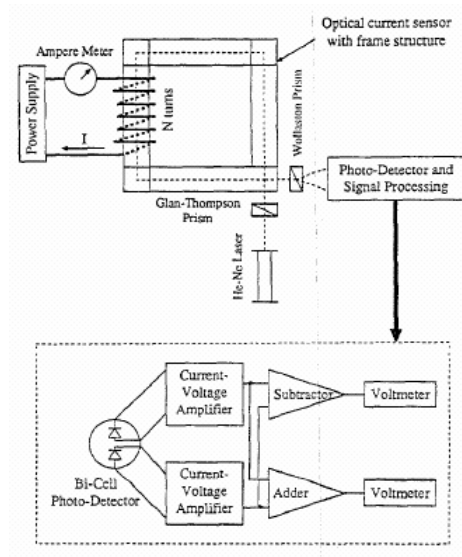 Optical current sensor
with frame structure
Ampere Meter
Power Supply
I
N turns
Wollaston Prism
Photo-Detector and
Signal Processing
Glan-Thompson
Prism
He-Ne Laser
Current-
Voltage
Amplifier
Subtractor
Voltmeter
Bi-Cell
Photo-Detector
Current-
Voltage
Amplifier
Adder
Voltmeter